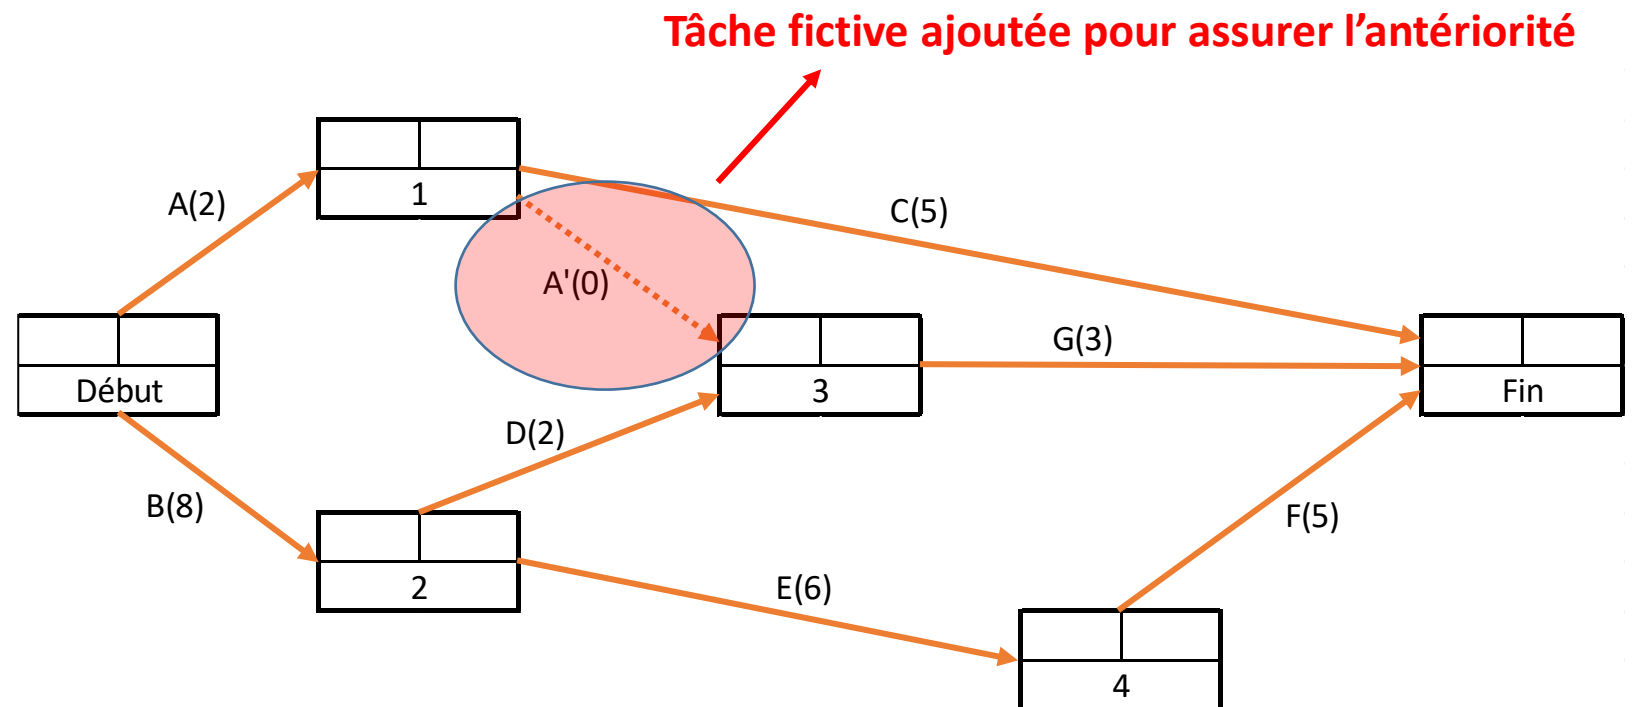 Tâche fictive ajoutée pour assurer l’antériorité
1
A(2)
C(5)
A'(0)
G(3)
Début
3
Fin
D(2)
B(8)
F(5)
2
E(6)
4